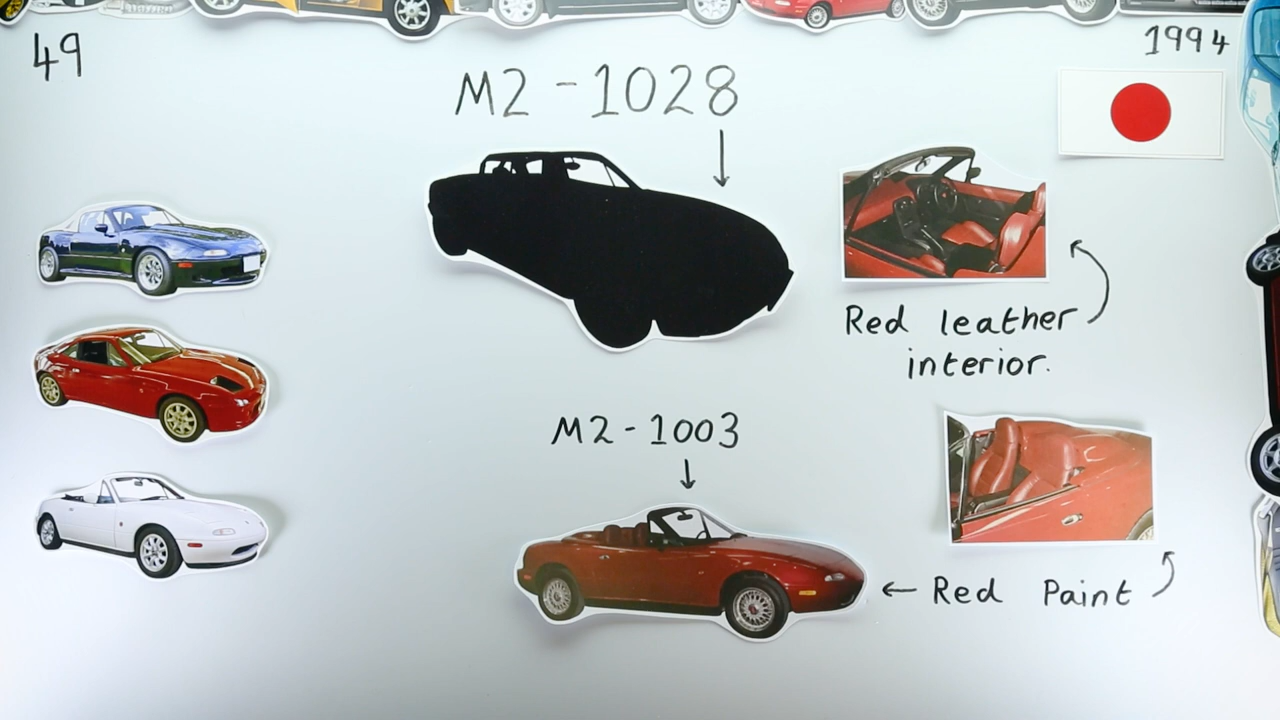 49
1994
M2-1028
Red leather
interior.
M2-1003
Red Paint